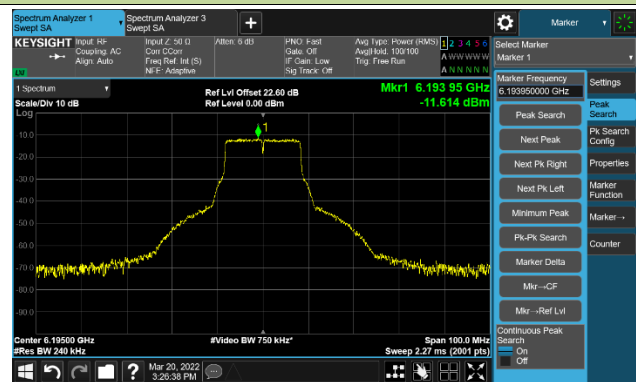 Spectrum Analyzer 1
Swept SA
Spectrum Analyzer 3
Swept SA
Marker
KEYSIGHT
Input: RF
Coupling: AC
Align: Auto
Input Z: 50 Ω
Corr CCorr
Freq Ref: Int (S)
NFE: Adaptive
Atten: 6 dB
PNO: Fast
Gate: Off
IF Gain: Low
Sig Track: Off
Avg Type: Power (RMS)
Avg|Hold: 100/100
Trig: Free Run
1 2 3 4 5 6
A W W W W W
A N N N N N
LXI
1 Spectrum
Scale/Div 10 dB
Log
Ref Lvl Offset 22.60 dB
Ref Level 0.00 dBm
Mkr1 6.193 95 GHz
-11.614 dBm
1
-10.0
-20.0
-30.0
-40.0
-50.0
-60.0
-70.0
-80.0
-90.0
Center 6.19500 GHz
#Res BW 240 kHz
#Video BW 750 kHz*
Span 100.0 MHz
Sweep 2.27 ms (2001 pts)
Select Marker
Marker 1
Marker Frequency
6.193950000 GHz
Peak Search
Next Peak
Next Pk Right
Next Pk Left
Minimum Peak
Pk-Pk Search
Marker Delta
Mkr→CF
Mkr→Ref Lvl
Continuous Peak
Search
On
Off
Settings
Peak
Search
Pk Search
Config
Properties
Marker
Function
Marker→
Counter
?
Mar 20, 2022
3:26:38 PM